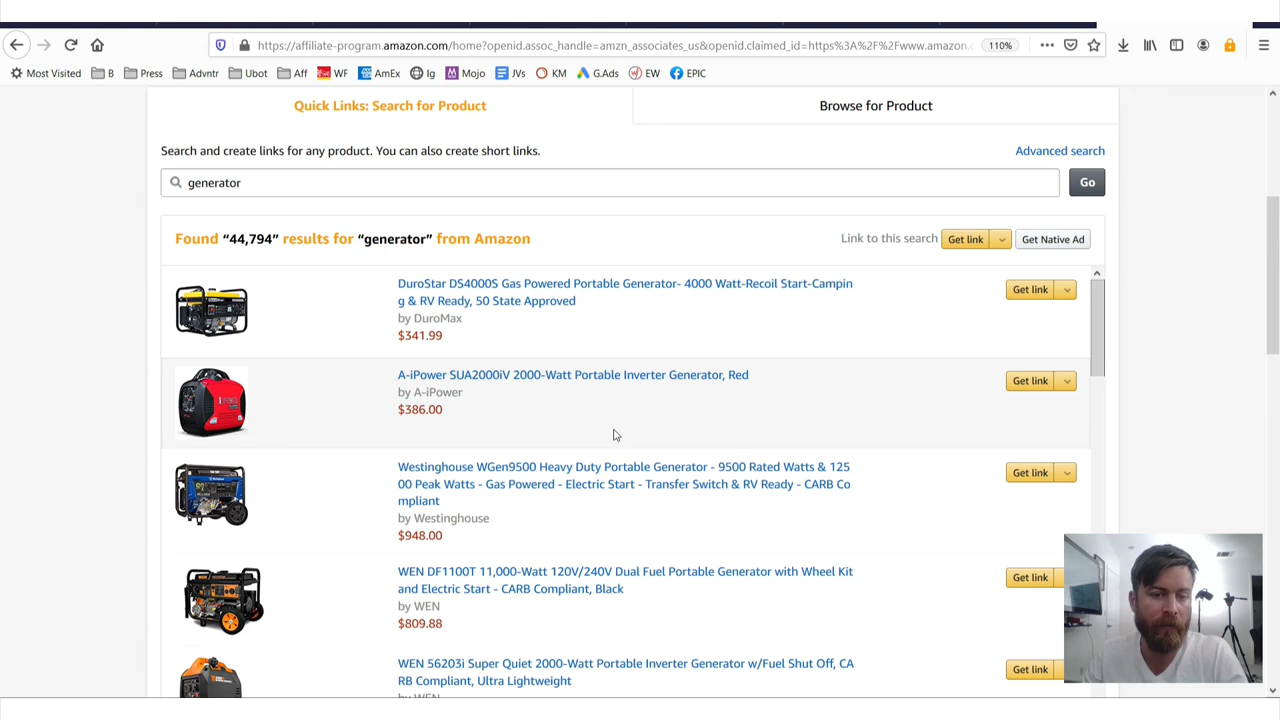 https://affiliate-program.amazon.com/home?openid.assoc_handle=amzn_associates_us&openid.claimed_id=https%3A%2F%2Fwww.amazon.c
110%
Most Visited
B
Press
Advntr
Ubot
Aff
WF
AmEx
Ig
Mojo
JVs
KM
G.Ads
EW
EPIC
Quick Links: Search for Product
Browse for Product
Search and create links for any product. You can also create short links.
Advanced search
generator
Go
Found “44,794” results for “generator” from Amazon
Link to this search
Get link
Get Native Ad
DuroStar DS4000S Gas Powered Portable Generator- 4000 Watt-Recoil Start-Campin
g & RV Ready, 50 State Approved
by DuroMax
$341.99
Get link
A-iPower SUA2000iV 2000-Watt Portable Inverter Generator, Red
by A-iPower
$386.00
Get link
Westinghouse WGen9500 Heavy Duty Portable Generator - 9500 Rated Watts & 125
00 Peak Watts - Gas Powered - Electric Start - Transfer Switch & RV Ready - CARB Co
mpliant
by Westinghouse
$948.00
Get link
WEN DF1100T 11,000-Watt 120V/240V Dual Fuel Portable Generator with Wheel Kit
and Electric Start - CARB Compliant, Black
by WEN
$809.88
Get link
WEN 56203i Super Quiet 2000-Watt Portable Inverter Generator w/Fuel Shut Off, CA
RB Compliant, Ultra Lightweight
by WEN
Get link